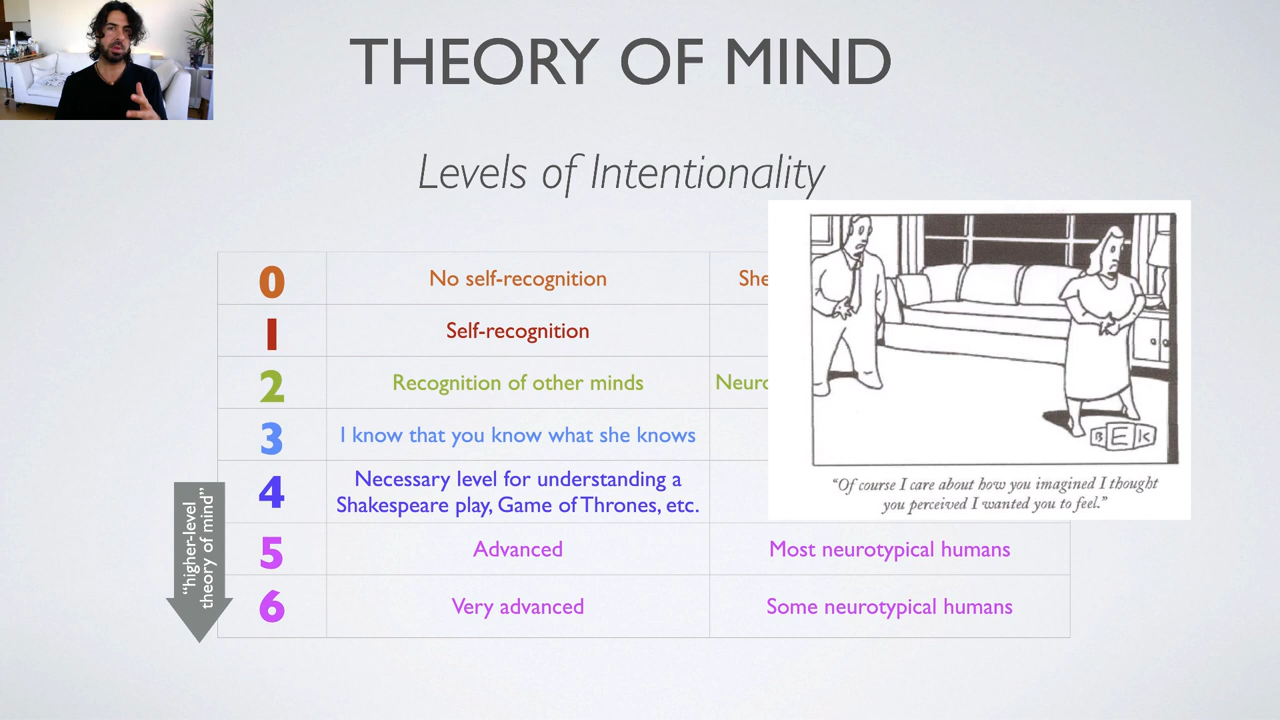 THEORY OF MIND
Levels of Intentionality
0 No self-recognition She
1 Self-recognition
2 Recognition of other minds Neuro
3 I know that you know what she knows
4 Necessary level for understanding a
Shakespeare play, Game of Thrones, etc.
5 Advanced Most neurotypical humans
6 Very advanced Some neurotypical humans
"higher-level
theory of mind"
BEK
"Of course I care about how you imagined I thought
you perceived I wanted you to feel."